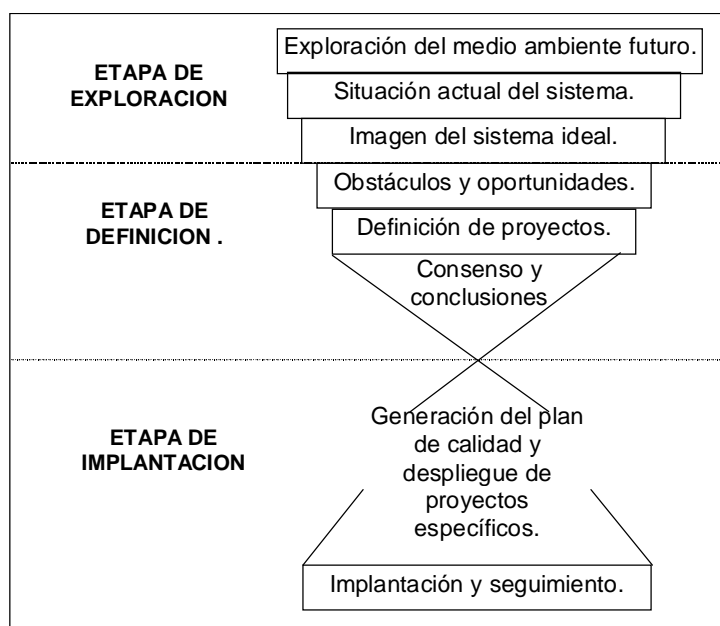 Exploración del medio ambiente futuro.
ETAPA DE
EXPLORACION
Situación actual del sistema.
Imagen del sistema ideal.
Obstáculos y oportunidades.
ETAPA DE
DEFINICION .
Definición de proyectos.
Consenso y
conclusiones
Generación del plan
de calidad y
despliegue de
proyectos
específicos.
ETAPA DE
IMPLANTACION
Implantación y seguimiento.